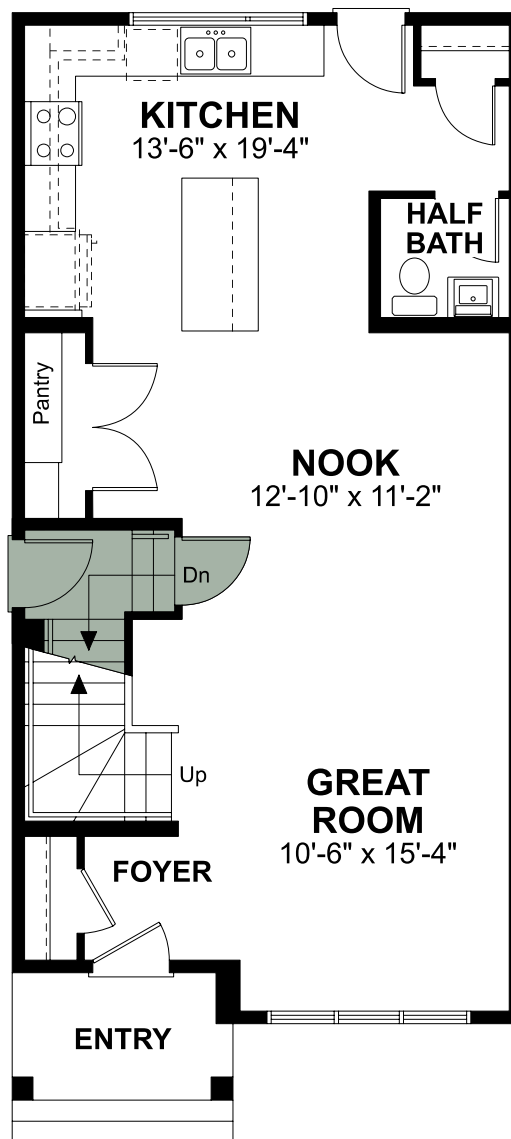 KITCHEN
13'-6" x 19'-4"
HALF
BATH
Pantry
NOOK
12'-10" x 11'-2"
Dn
Up
GREAT
ROOM
10'-6" x 15'-4"
FOYER
ENTRY